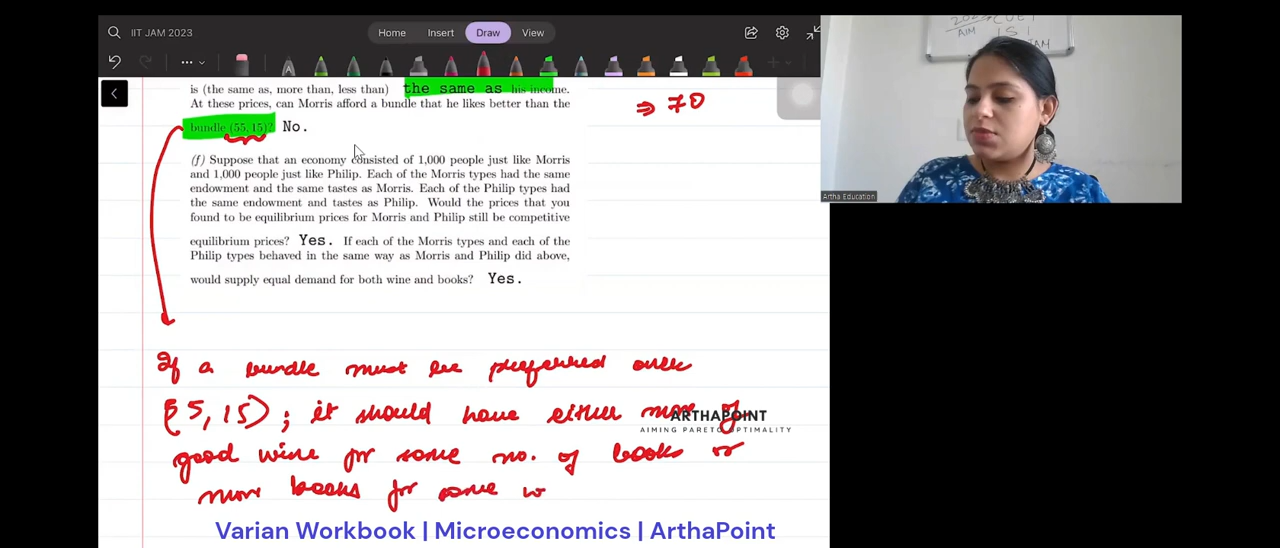 IIT JAM 2023
Home Insert Draw View
is (the same as, more than, less than) the same as his income.
At these prices, can Morris afford a bundle that he likes better than the
bundle (55, 15)? No.
⇒ 70
(f) Suppose that an economy consisted of 1,000 people just like Morris
and 1,000 people just like Philip. Each of the Morris types had the same
endowment and the same tastes as Morris. Each of the Philip types had
the same endowment and tastes as Philip. Would the prices that you
found to be equilibrium prices for Morris and Philip still be competitive
equilibrium prices? Yes. If each of the Morris types and each of the
Philip types behaved in the same way as Morris and Philip did above,
would supply equal demand for both wine and books? Yes.
If a bundle must be preferred over
(55, 15); it should have either more of
good wine for same no. of books or
more books for same w
ARTHAPOINT
AIMING PARETO OPTIMALITY
Varian Workbook | Microeconomics | ArthaPoint
AIM
ISI
JAM
Artha Education